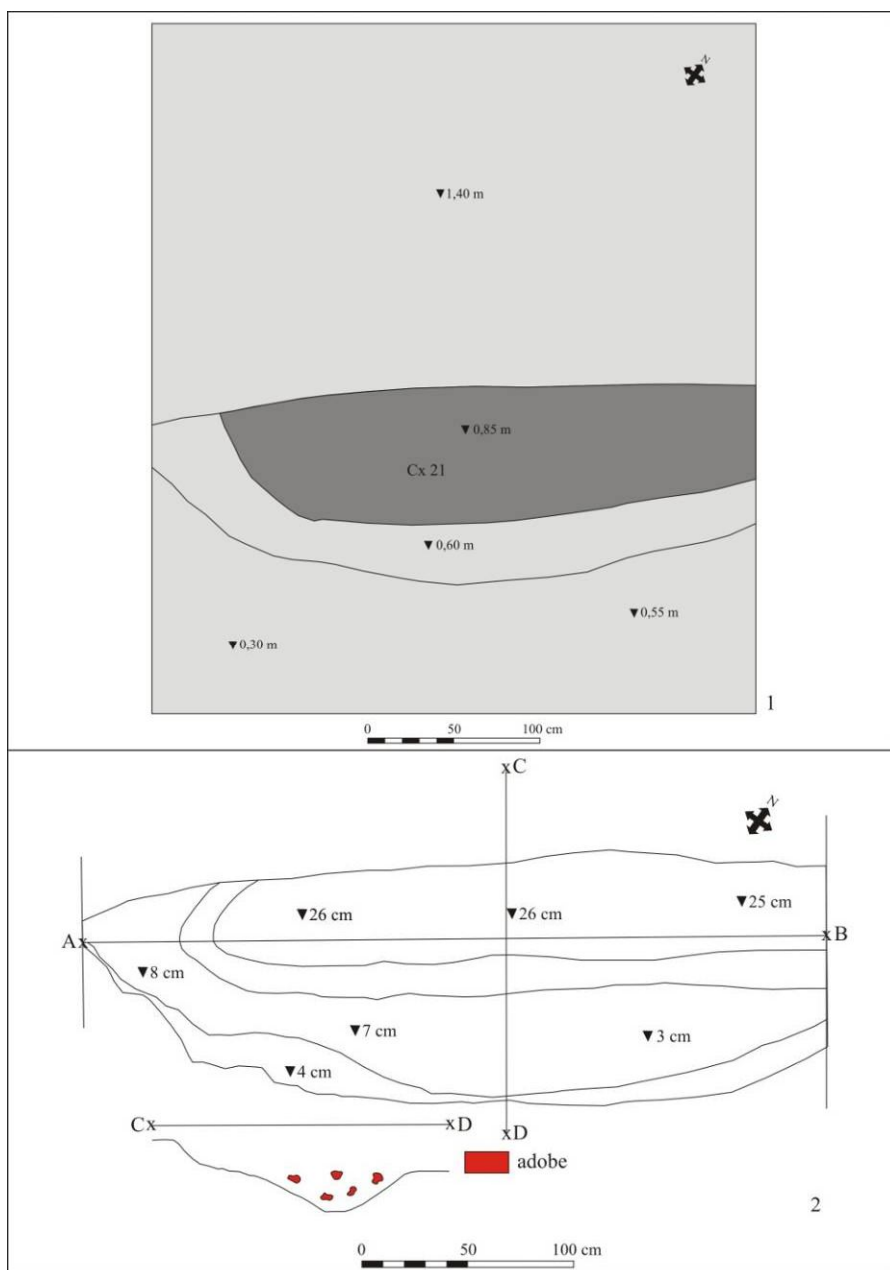 N
▼1,40 m
▼0,85 m
Cx 21
▼0,60 m
▼0,55 m
▼0,30 m
1
0 50 100 cm
xC
N
▼26 cm ▼26 cm ▼25 cm
Ax xB
▼8 cm
▼7 cm ▼3 cm
▼4 cm
Cx xD xD
adobe
2
0 50 100 cm